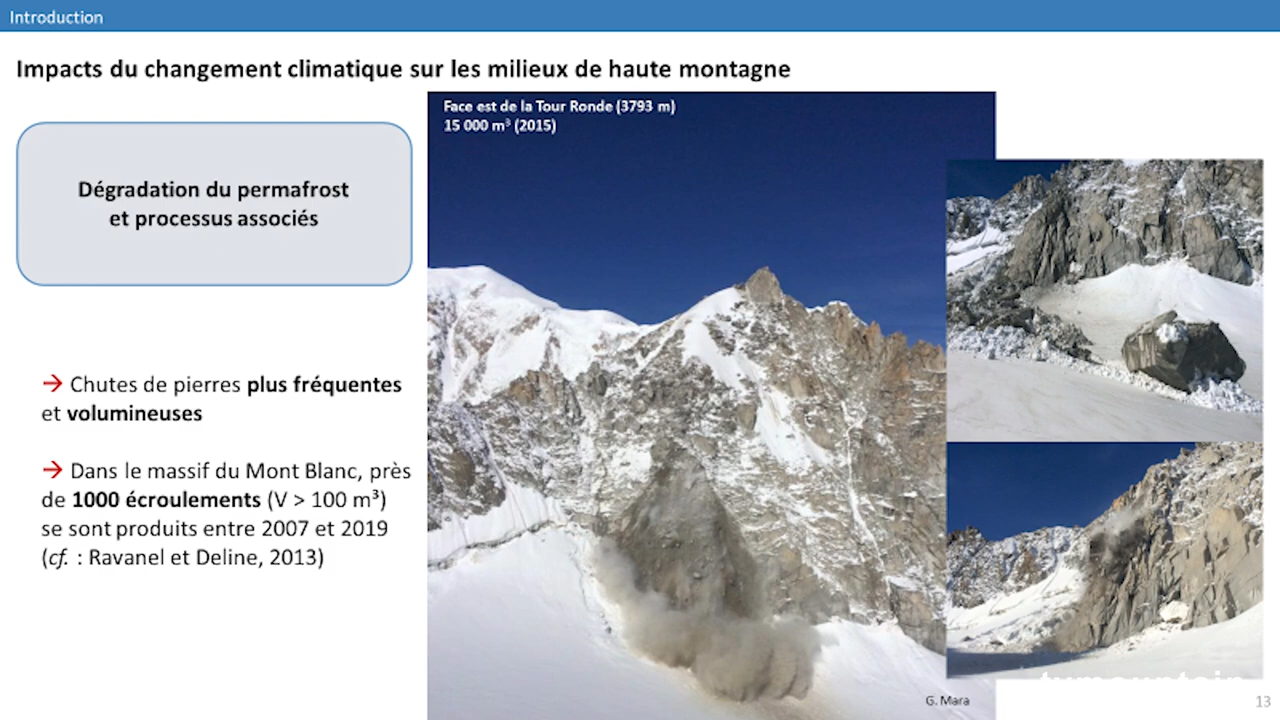 Introduction
Impacts du changement climatique sur les milieux de haute montagne
Face est de la Tour Ronde (3793 m)
15 000 m³ (2015)
Dégradation du permafrost
et processus associés
→ Chutes de pierres plus fréquentes
et volumineuses
→ Dans le massif du Mont Blanc, près
de 1000 écroulements (V > 100 m³)
se sont produits entre 2007 et 2019
(cf. : Ravanel et Deline, 2013)
G. Mara
tvmountain
13